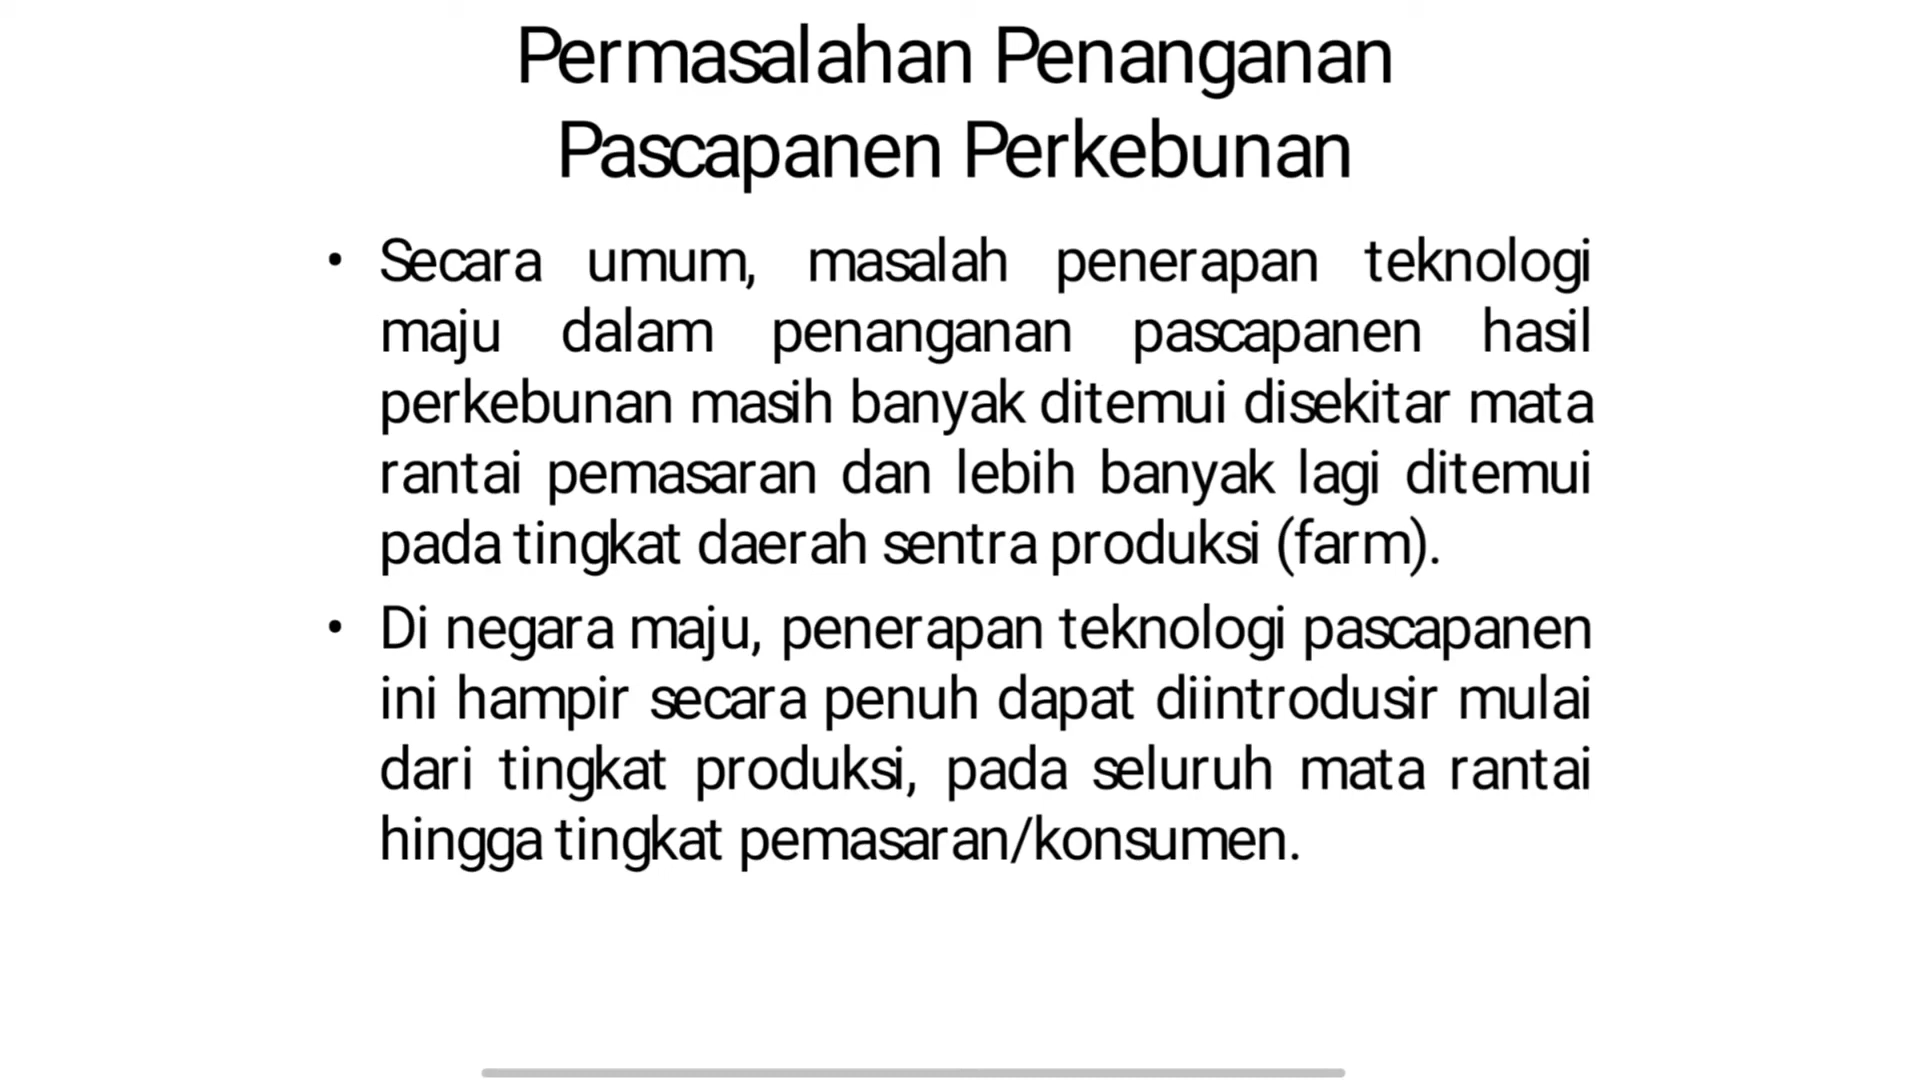 Permasalahan Penanganan
Pascapanen Perkebunan
• Secara umum, masalah penerapan teknologi
maju dalam penanganan pascapanen hasil
perkebunan masih banyak ditemui disekitar mata
rantai pemasaran dan lebih banyak lagi ditemui
pada tingkat daerah sentra produksi (farm).
• Di negara maju, penerapan teknologi pascapanen
ini hampir secara penuh dapat diintrodusir mulai
dari tingkat produksi, pada seluruh mata rantai
hingga tingkat pemasaran/konsumen.